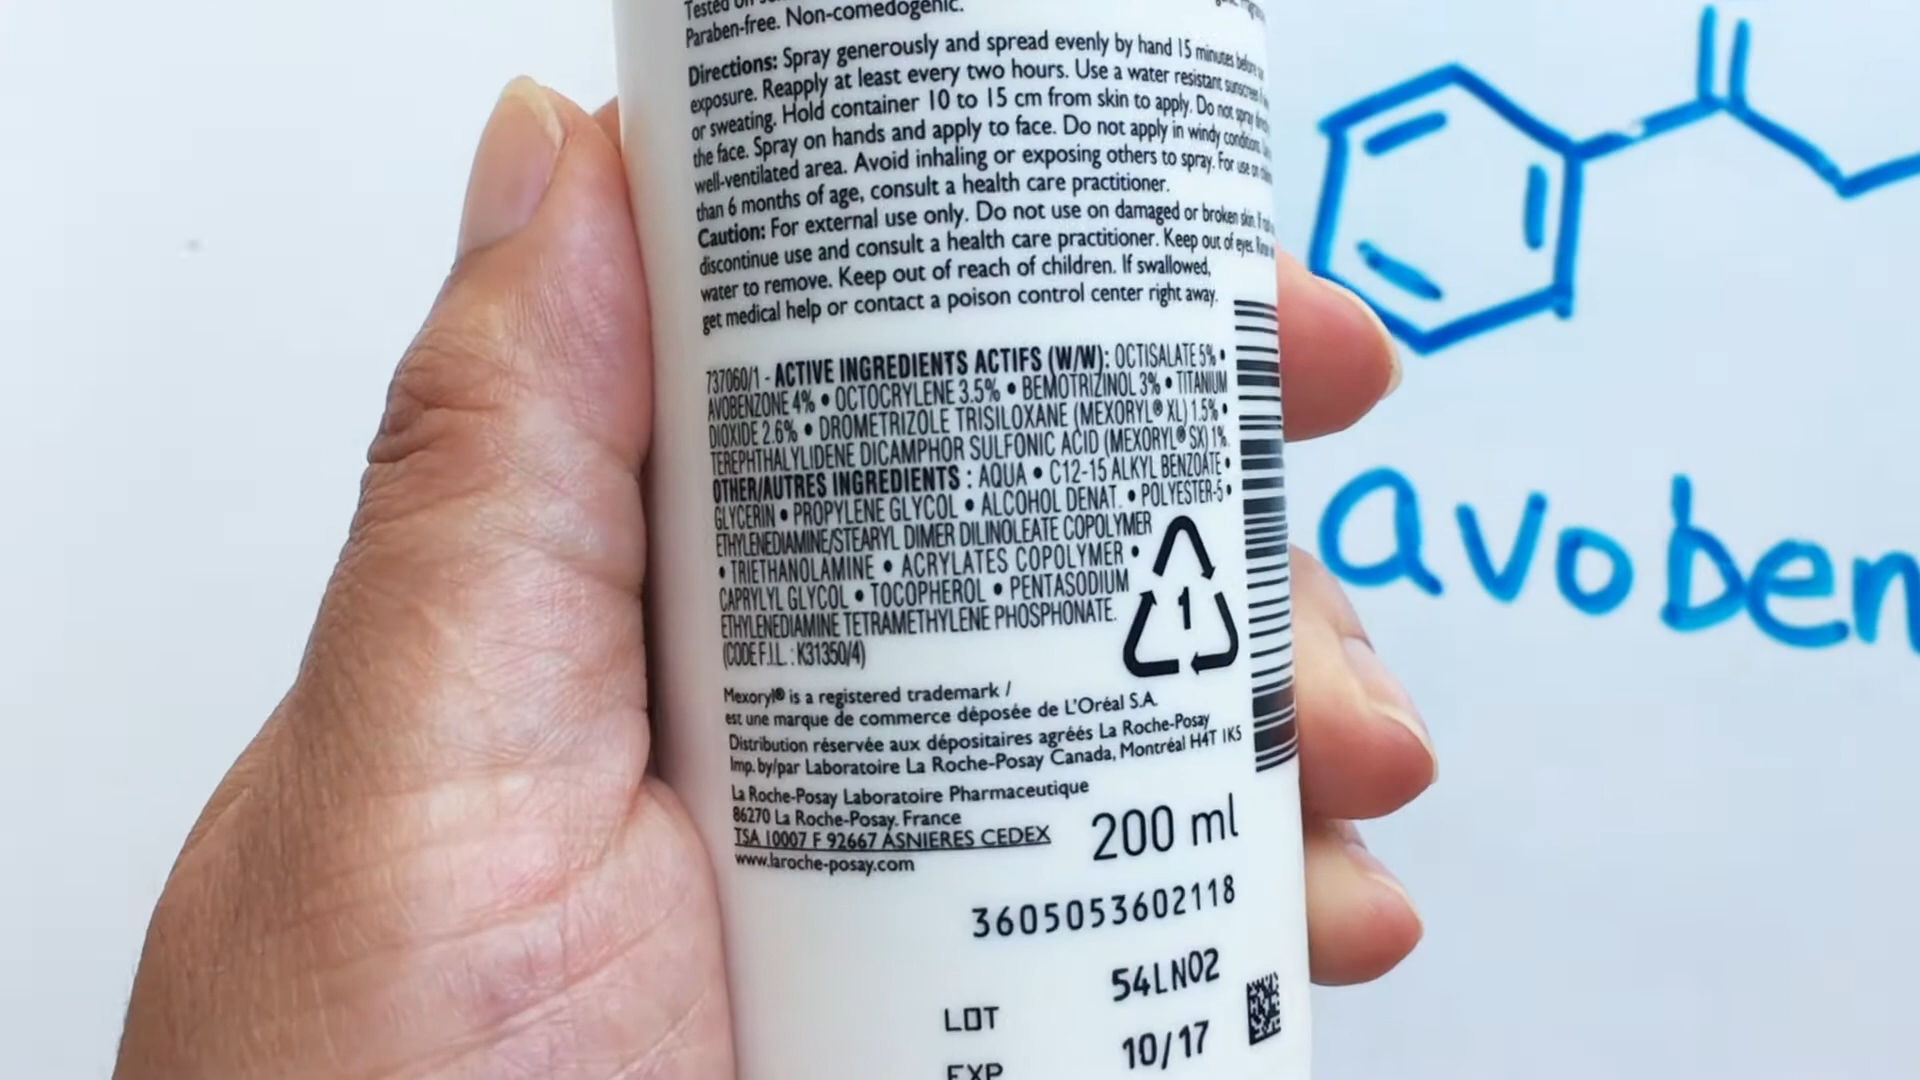 Tested on
Paraben-free. Non-comedogenic.
Directions: Spray generously and spread evenly by hand 15 minutes before
exposure. Reapply at least every two hours. Use a water resistant sunscreen
or sweating. Hold container 10 to 15 cm from skin to apply. Do not spray
the face. Spray on hands and apply to face. Do not apply in windy conditions.
well-ventilated area. Avoid inhaling or exposing others to spray. For use on
than 6 months of age, consult a health care practitioner.
Caution: For external use only. Do not use on damaged or broken skin. If
discontinue use and consult a health care practitioner. Keep out of eyes.
water to remove. Keep out of reach of children. If swallowed,
get medical help or contact a poison control center right away.
737060/1 - ACTIVE INGREDIENTS ACTIFS (W/W): OCTISALATE 5% •
AVOBENZONE 4% • OCTOCRYLENE 3.5% • BEMOTRIZINOL 3% • TITANIUM
DIOXIDE 2.6% • DROMETRIZOLE TRISILOXANE (MEXORYL® XL) 1.5% •
TEREPHTHALYLIDENE DICAMPHOR SULFONIC ACID (MEXORYL® SX) 1%.
OTHER/AUTRES INGREDIENTS : AQUA • C12-15 ALKYL BENZOATE •
GLYCERIN • PROPYLENE GLYCOL • ALCOHOL DENAT. • POLYESTER-5 •
ETHYLENEDIAMINE/STEARYL DIMER DILINOLEATE COPOLYMER
• TRIETHANOLAMINE • ACRYLATES COPOLYMER •
CAPRYLYL GLYCOL • TOCOPHEROL • PENTASODIUM
ETHYLENEDIAMINE TETRAMETHYLENE PHOSPHONATE.
(CODE F.I.L. : K31350/4)
1
Mexoryl® is a registered trademark /
est une marque de commerce déposée de L'Oréal S.A.
Distribution réservée aux dépositaires agréés La Roche-Posay
Imp. by/par Laboratoire La Roche-Posay Canada, Montréal H4T 1K5
La Roche-Posay Laboratoire Pharmaceutique
86270 La Roche-Posay. France
TSA 10007 F 92667 ASNIERES CEDEX
www.laroche-posay.com
200 ml
3605053602118
LOT 54LN02
EXP 10/17
avoben